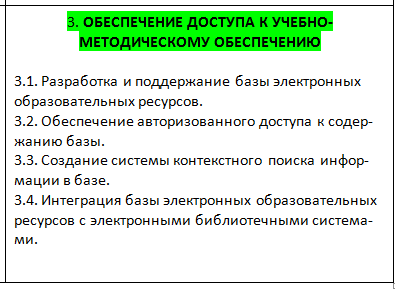 3. ОБЕСПЕЧЕНИЕ ДОСТУПА К УЧЕБНО-
МЕТОДИЧЕСКОМУ ОБЕСПЕЧЕНИЮ
3.1. Разработка и поддержание базы электронных
образовательных ресурсов.
3.2. Обеспечение авторизованного доступа к содер-
жанию базы.
3.3. Создание системы контекстного поиска инфор-
мации в базе.
3.4. Интеграция базы электронных образовательных
ресурсов с электронными библиотечными система-
ми.